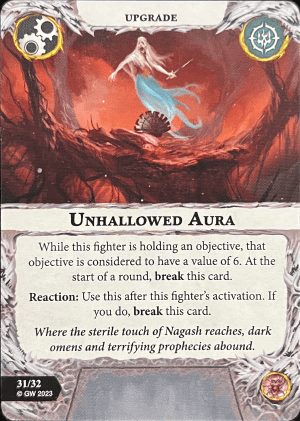 UPGRADE
UNHALLOWED AURA
While this fighter is holding an objective, that
objective is considered to have a value of 6. At the
start of a round, break this card.
Reaction: Use this after this fighter's activation. If
you do, break this card.
Where the sterile touch of Nagash reaches, dark
omens and terrifying prophecies abound.
31/32
© GW 2023